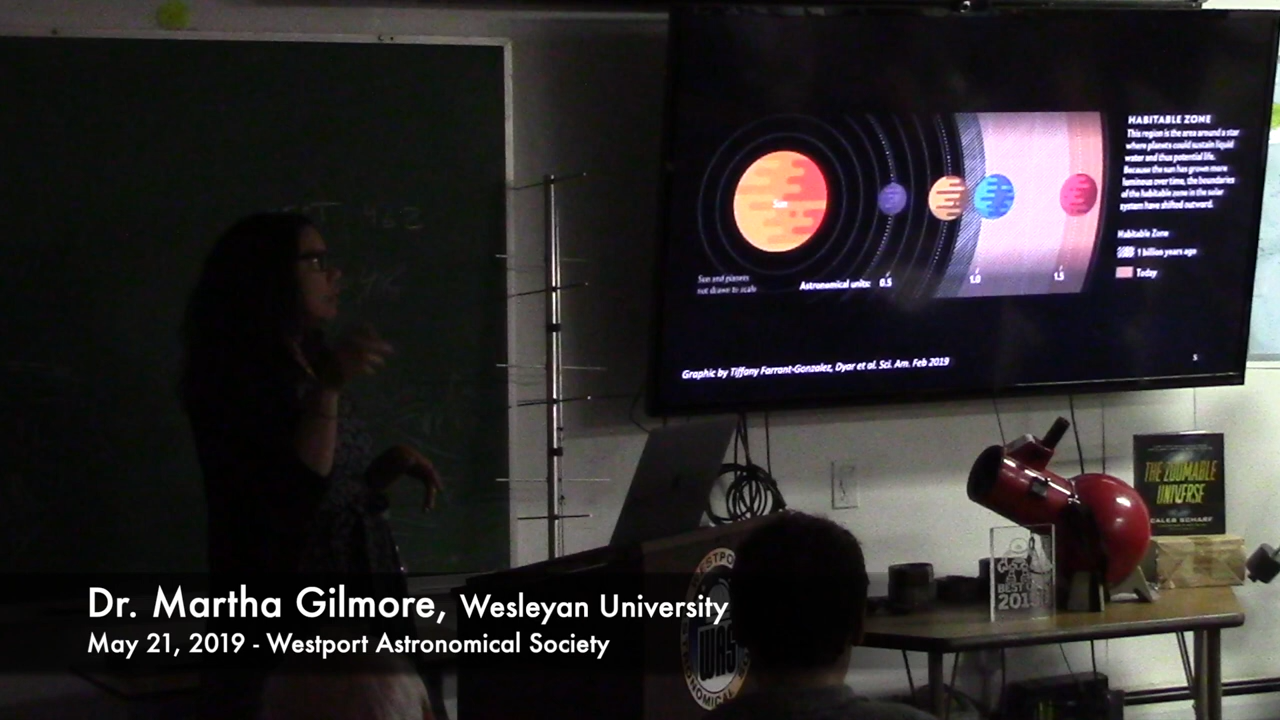 HABITABLE ZONE
This region is the area around a star
where planets could sustain liquid
water and thus potential life.
Because the sun has grown more
luminous over time, the boundaries
of the habitable zone in the solar
system have shifted outward.
Habitable Zone
1 billion years ago
Today
Sun
Sun and planets
not drawn to scale
Astronomical units: 0.5 1.0 1.5
Graphic by Tiffany Farrant-Gonzalez, Dyar et al. Sci. Am. Feb 2019
5
THE ZOOMABLE
UNIVERSE
CALEB SCHARF
BEST
WAS
Dr. Martha Gilmore, Wesleyan University
May 21, 2019 - Westport Astronomical Society